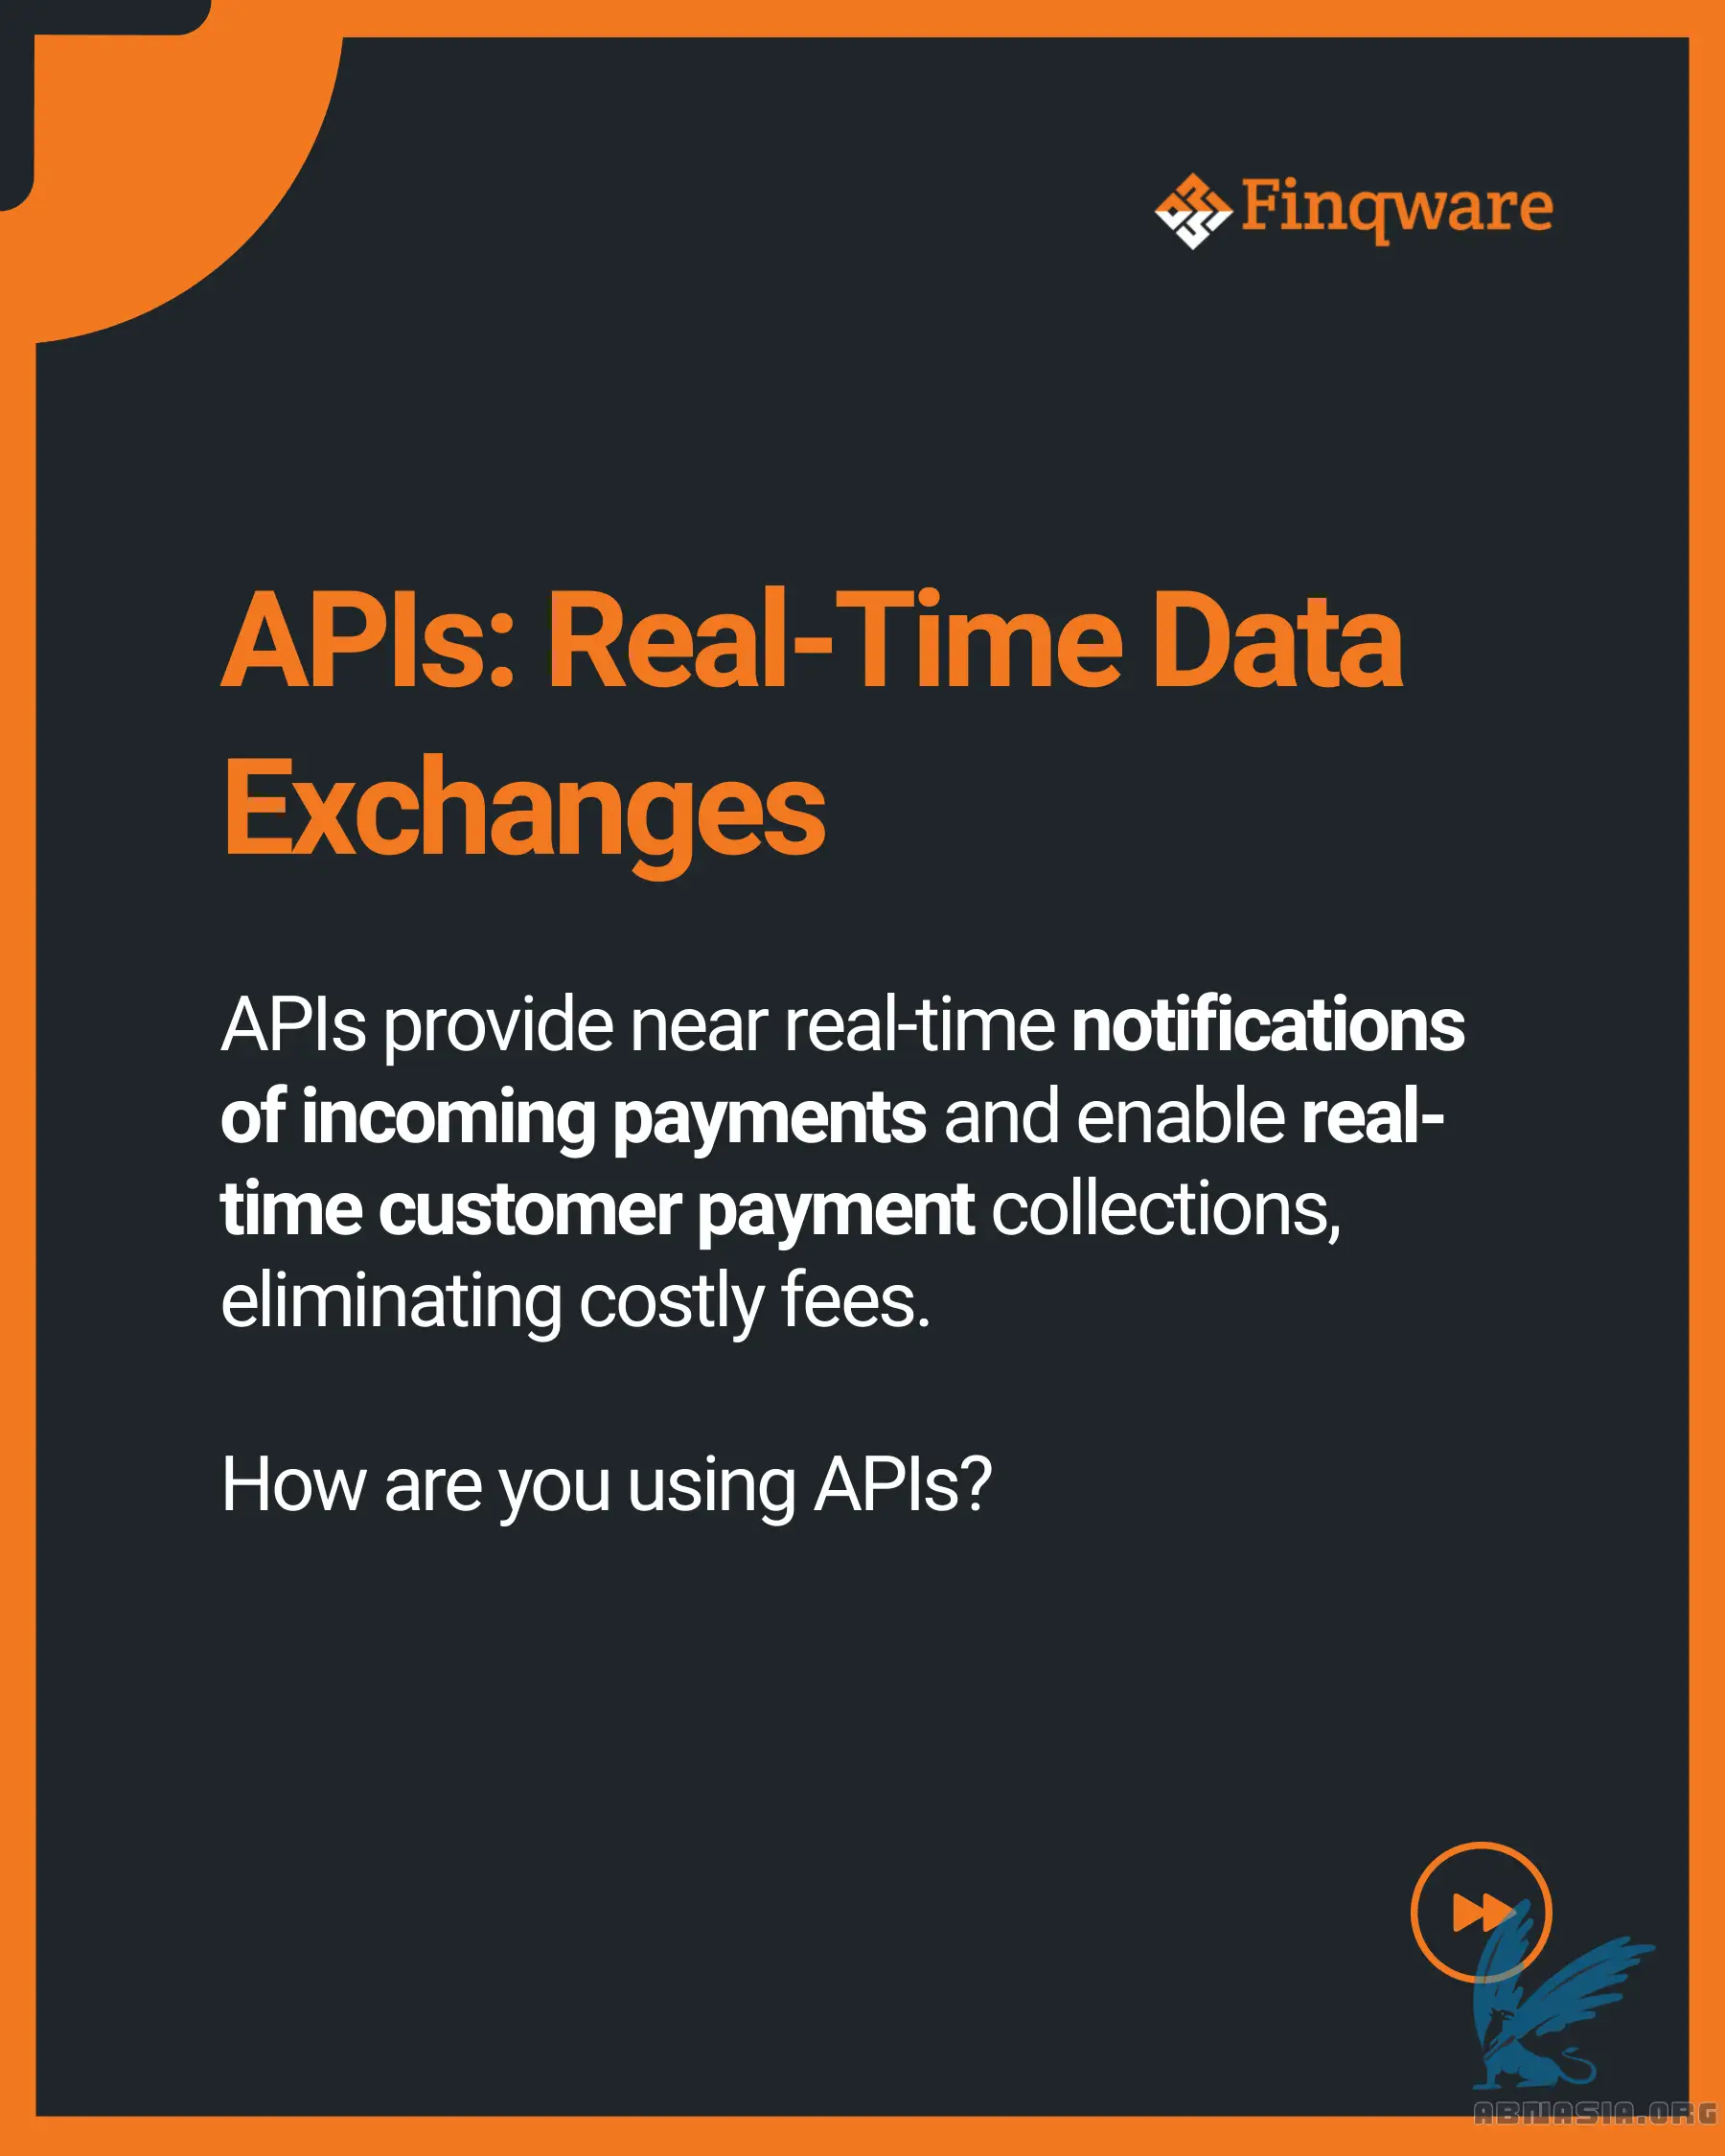 Finqware
APIs: Real-Time Data
Exchanges
APIs provide near real-time notifications
of incoming payments and enable real-
time customer payment collections,
eliminating costly fees.
How are you using APIs?
ABNASIA.ORG